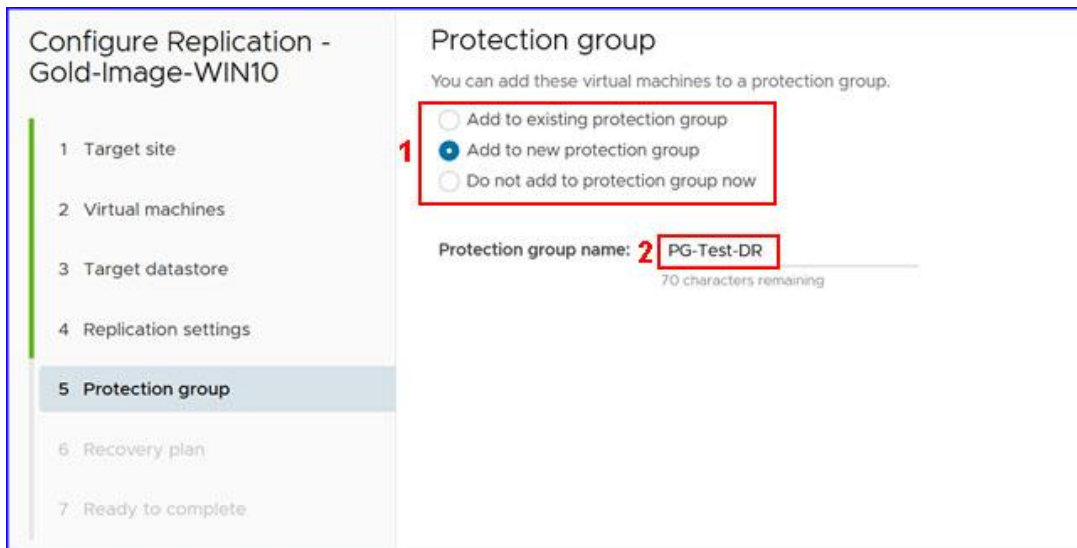 Configure Replication -
Gold-Image-WIN10
1 Target site
2 Virtual machines
3 Target datastore
4 Replication settings
5 Protection group
6 Recovery plan
7 Ready to complete
Protection group
You can add these virtual machines to a protection group.
1
Add to existing protection group
Add to new protection group
Do not add to protection group now
Protection group name: 2 PG-Test-DR
70 characters remaining